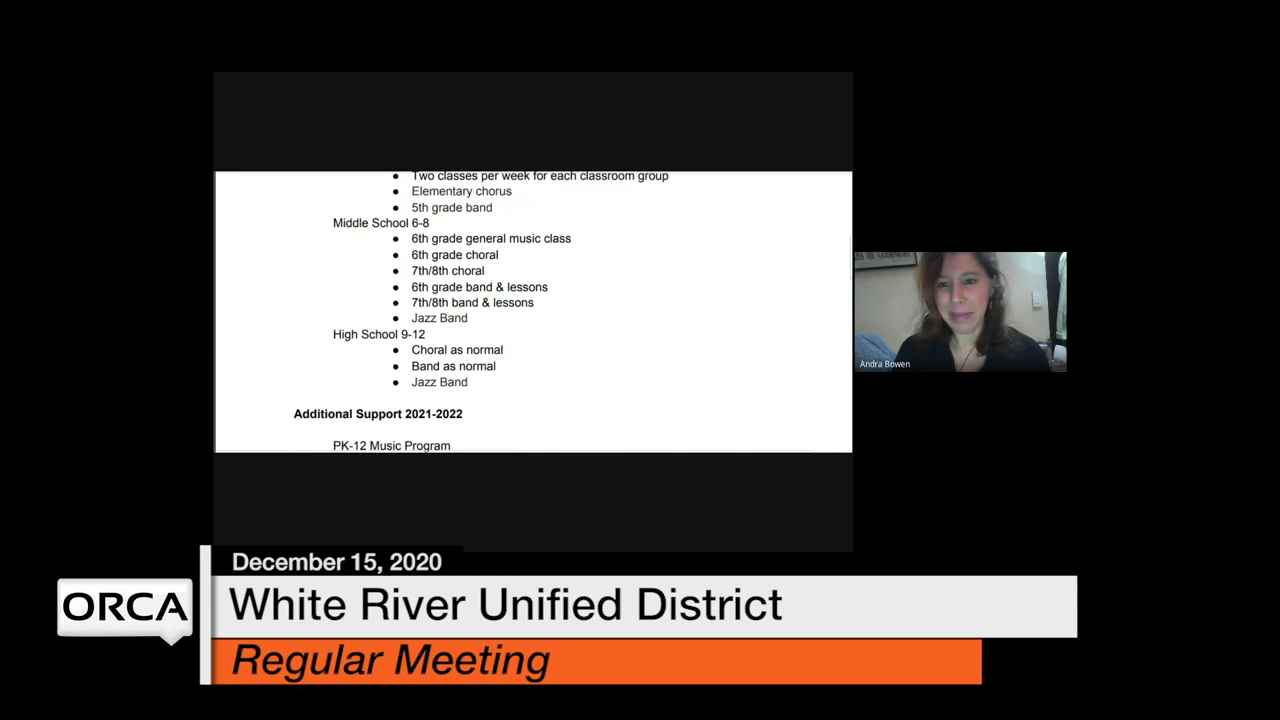 Two classes per week for each classroom group
Elementary chorus
5th grade band
Middle School 6-8
6th grade general music class
6th grade choral
7th/8th choral
6th grade band & lessons
7th/8th band & lessons
Jazz Band
High School 9-12
Choral as normal
Band as normal
Jazz Band
Additional Support 2021-2022
PK-12 Music Program
Andra Bowen
December 15, 2020
ORCA
White River Unified District
Regular Meeting